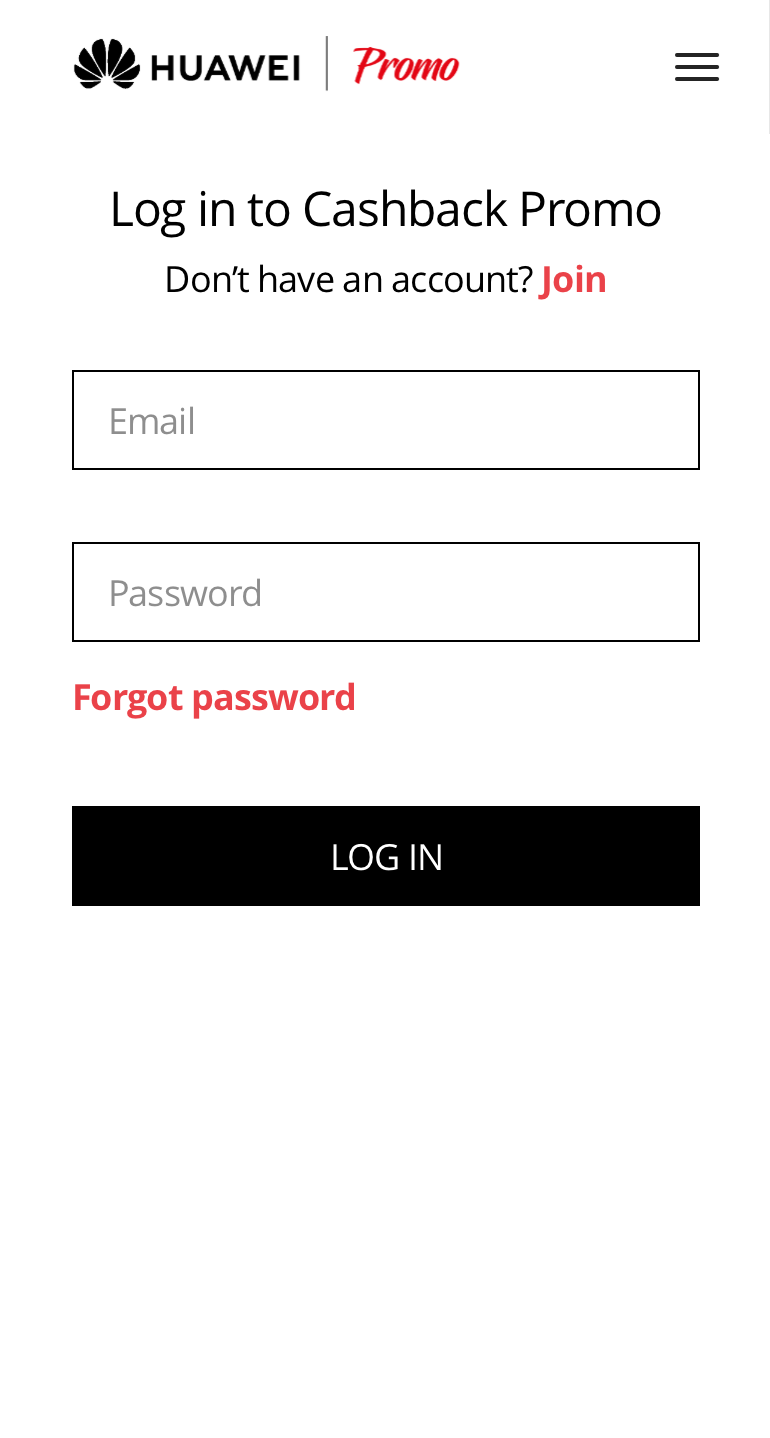 HUAWEI | Promo
Log in to Cashback Promo
Don’t have an account? Join
Email
Password
Forgot password
LOG IN